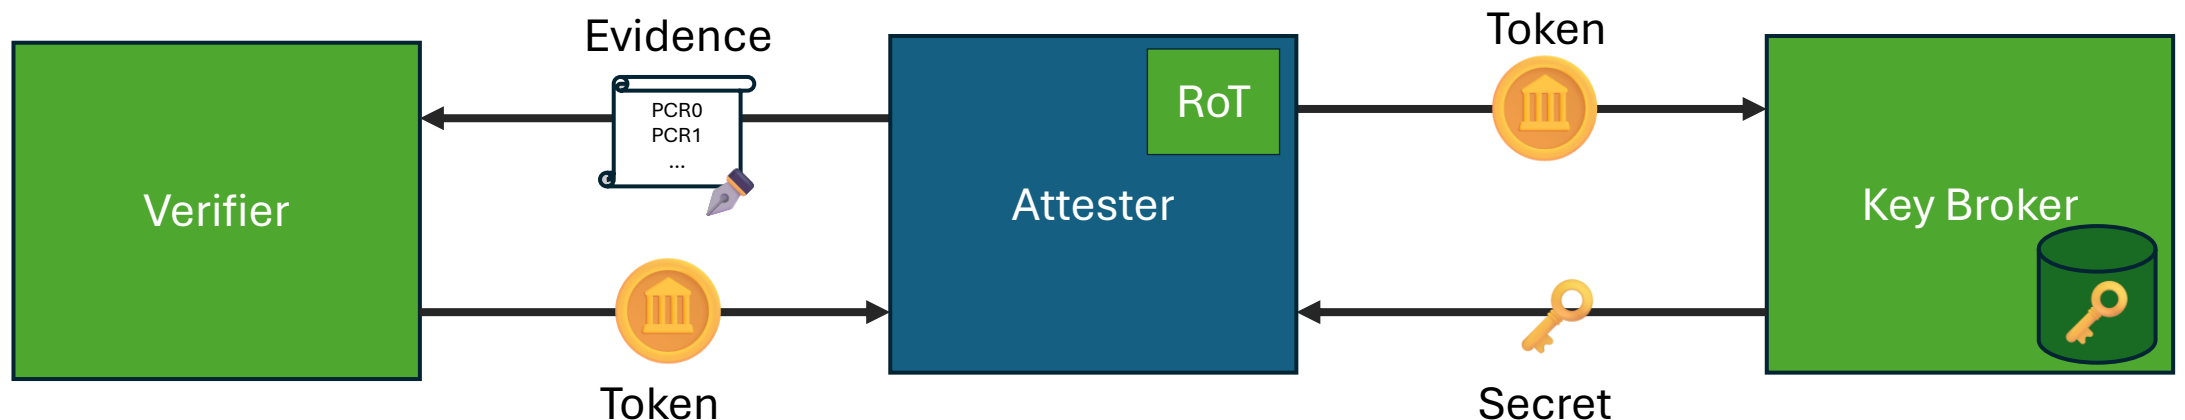 Evidence
Token
PCR0
PCR1
...
RoT
Verifier
Attester
Key Broker
Token
Secret